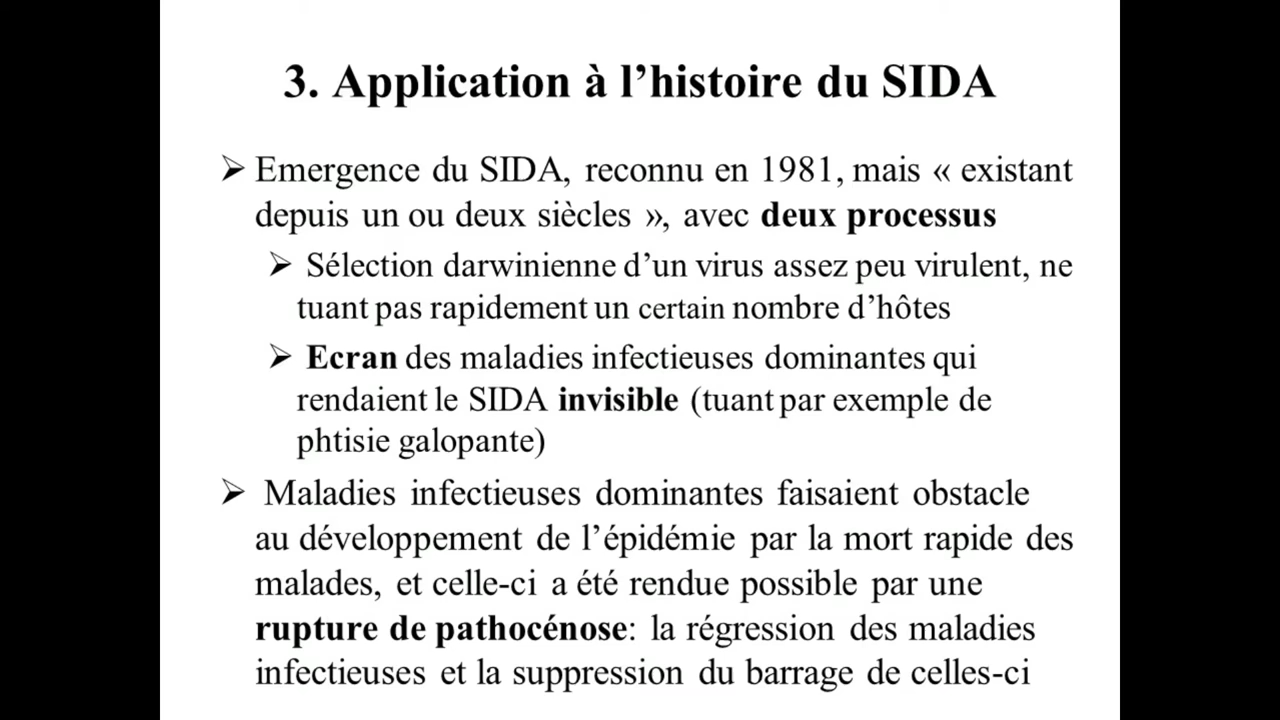 3. Application à l’histoire du SIDA
➢ Emergence du SIDA, reconnu en 1981, mais « existant
depuis un ou deux siècles », avec deux processus
➢ Sélection darwinienne d’un virus assez peu virulent, ne
tuant pas rapidement un certain nombre d’hôtes
➢ Ecran des maladies infectieuses dominantes qui
rendaient le SIDA invisible (tuant par exemple de
phtisie galopante)
➢ Maladies infectieuses dominantes faisaient obstacle
au développement de l’épidémie par la mort rapide des
malades, et celle-ci a été rendue possible par une
rupture de pathocénose: la régression des maladies
infectieuses et la suppression du barrage de celles-ci